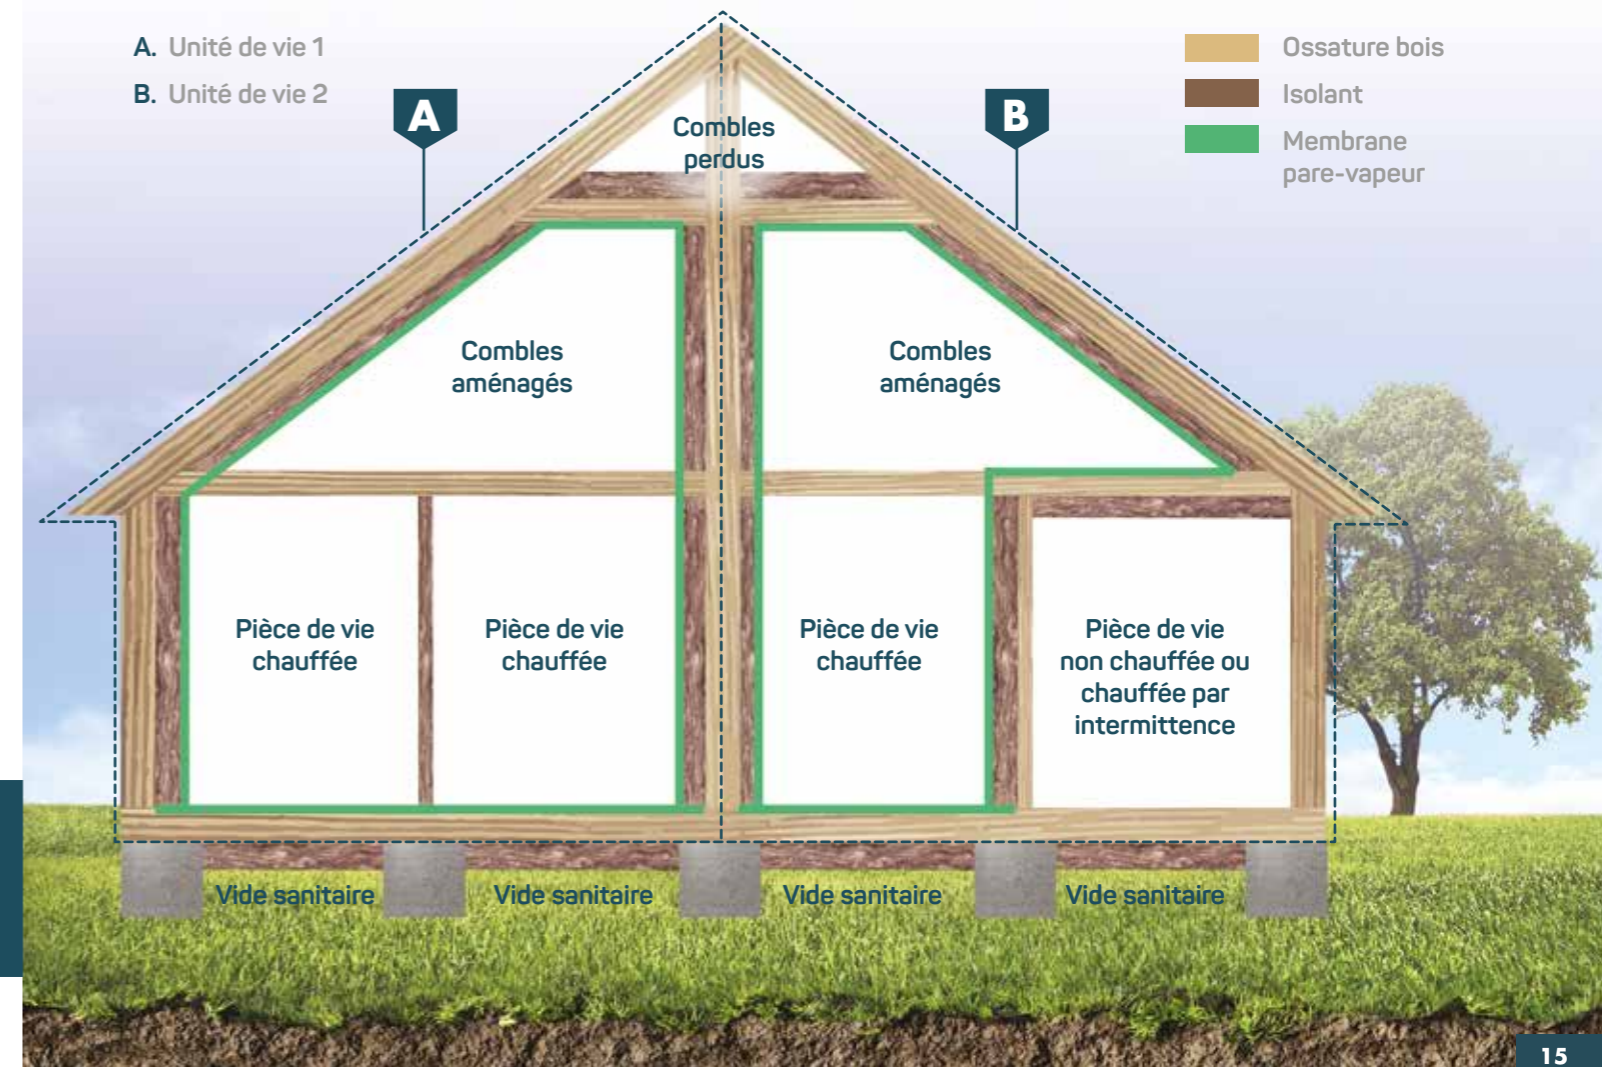 A. Unité de vie 1
B. Unité de vie 2
A
B
Ossature bois
Isolant
Membrane
pare-vapeur
Combles
perdus
Combles
aménagés
Combles
aménagés
Pièce de vie
chauffée
Pièce de vie
chauffée
Pièce de vie
chauffée
Pièce de vie
non chauffée ou
chauffée par
intermittence
Vide sanitaire
Vide sanitaire
Vide sanitaire
Vide sanitaire
15